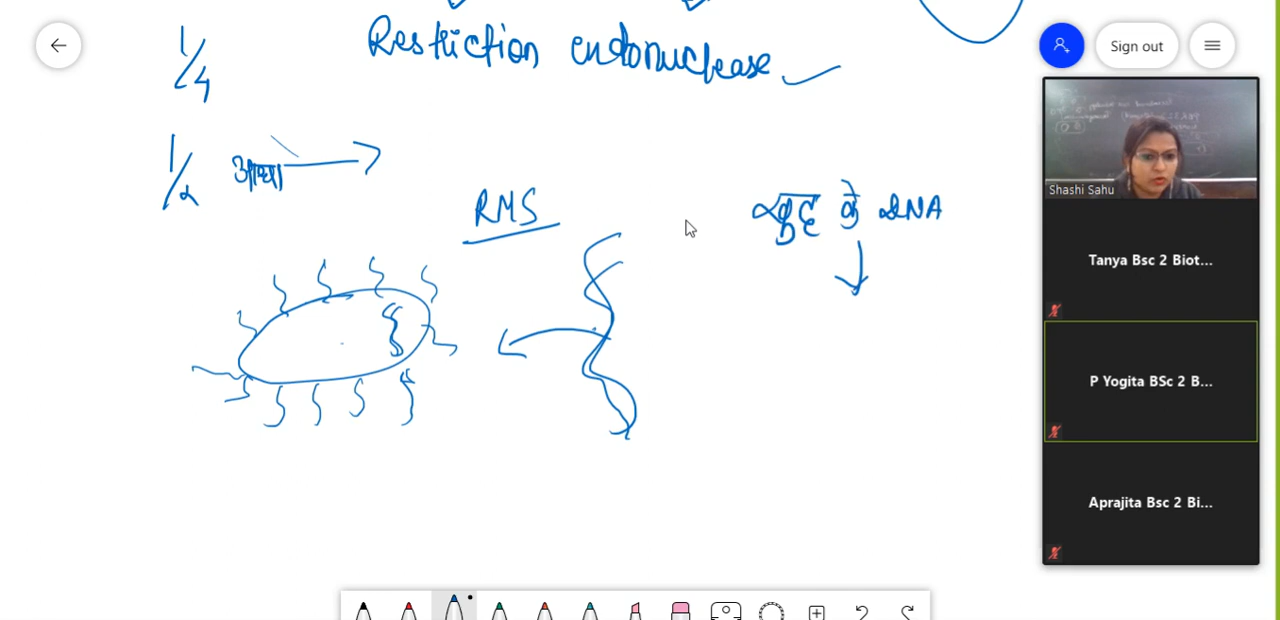 Restriction endonuclease
1/4
1/2 आधा
RMS
खुद के DNA
Sign out
Shashi Sahu
Tanya Bsc 2 Biot...
P Yogita BSc 2 B...
Aprajita Bsc 2 Bi...